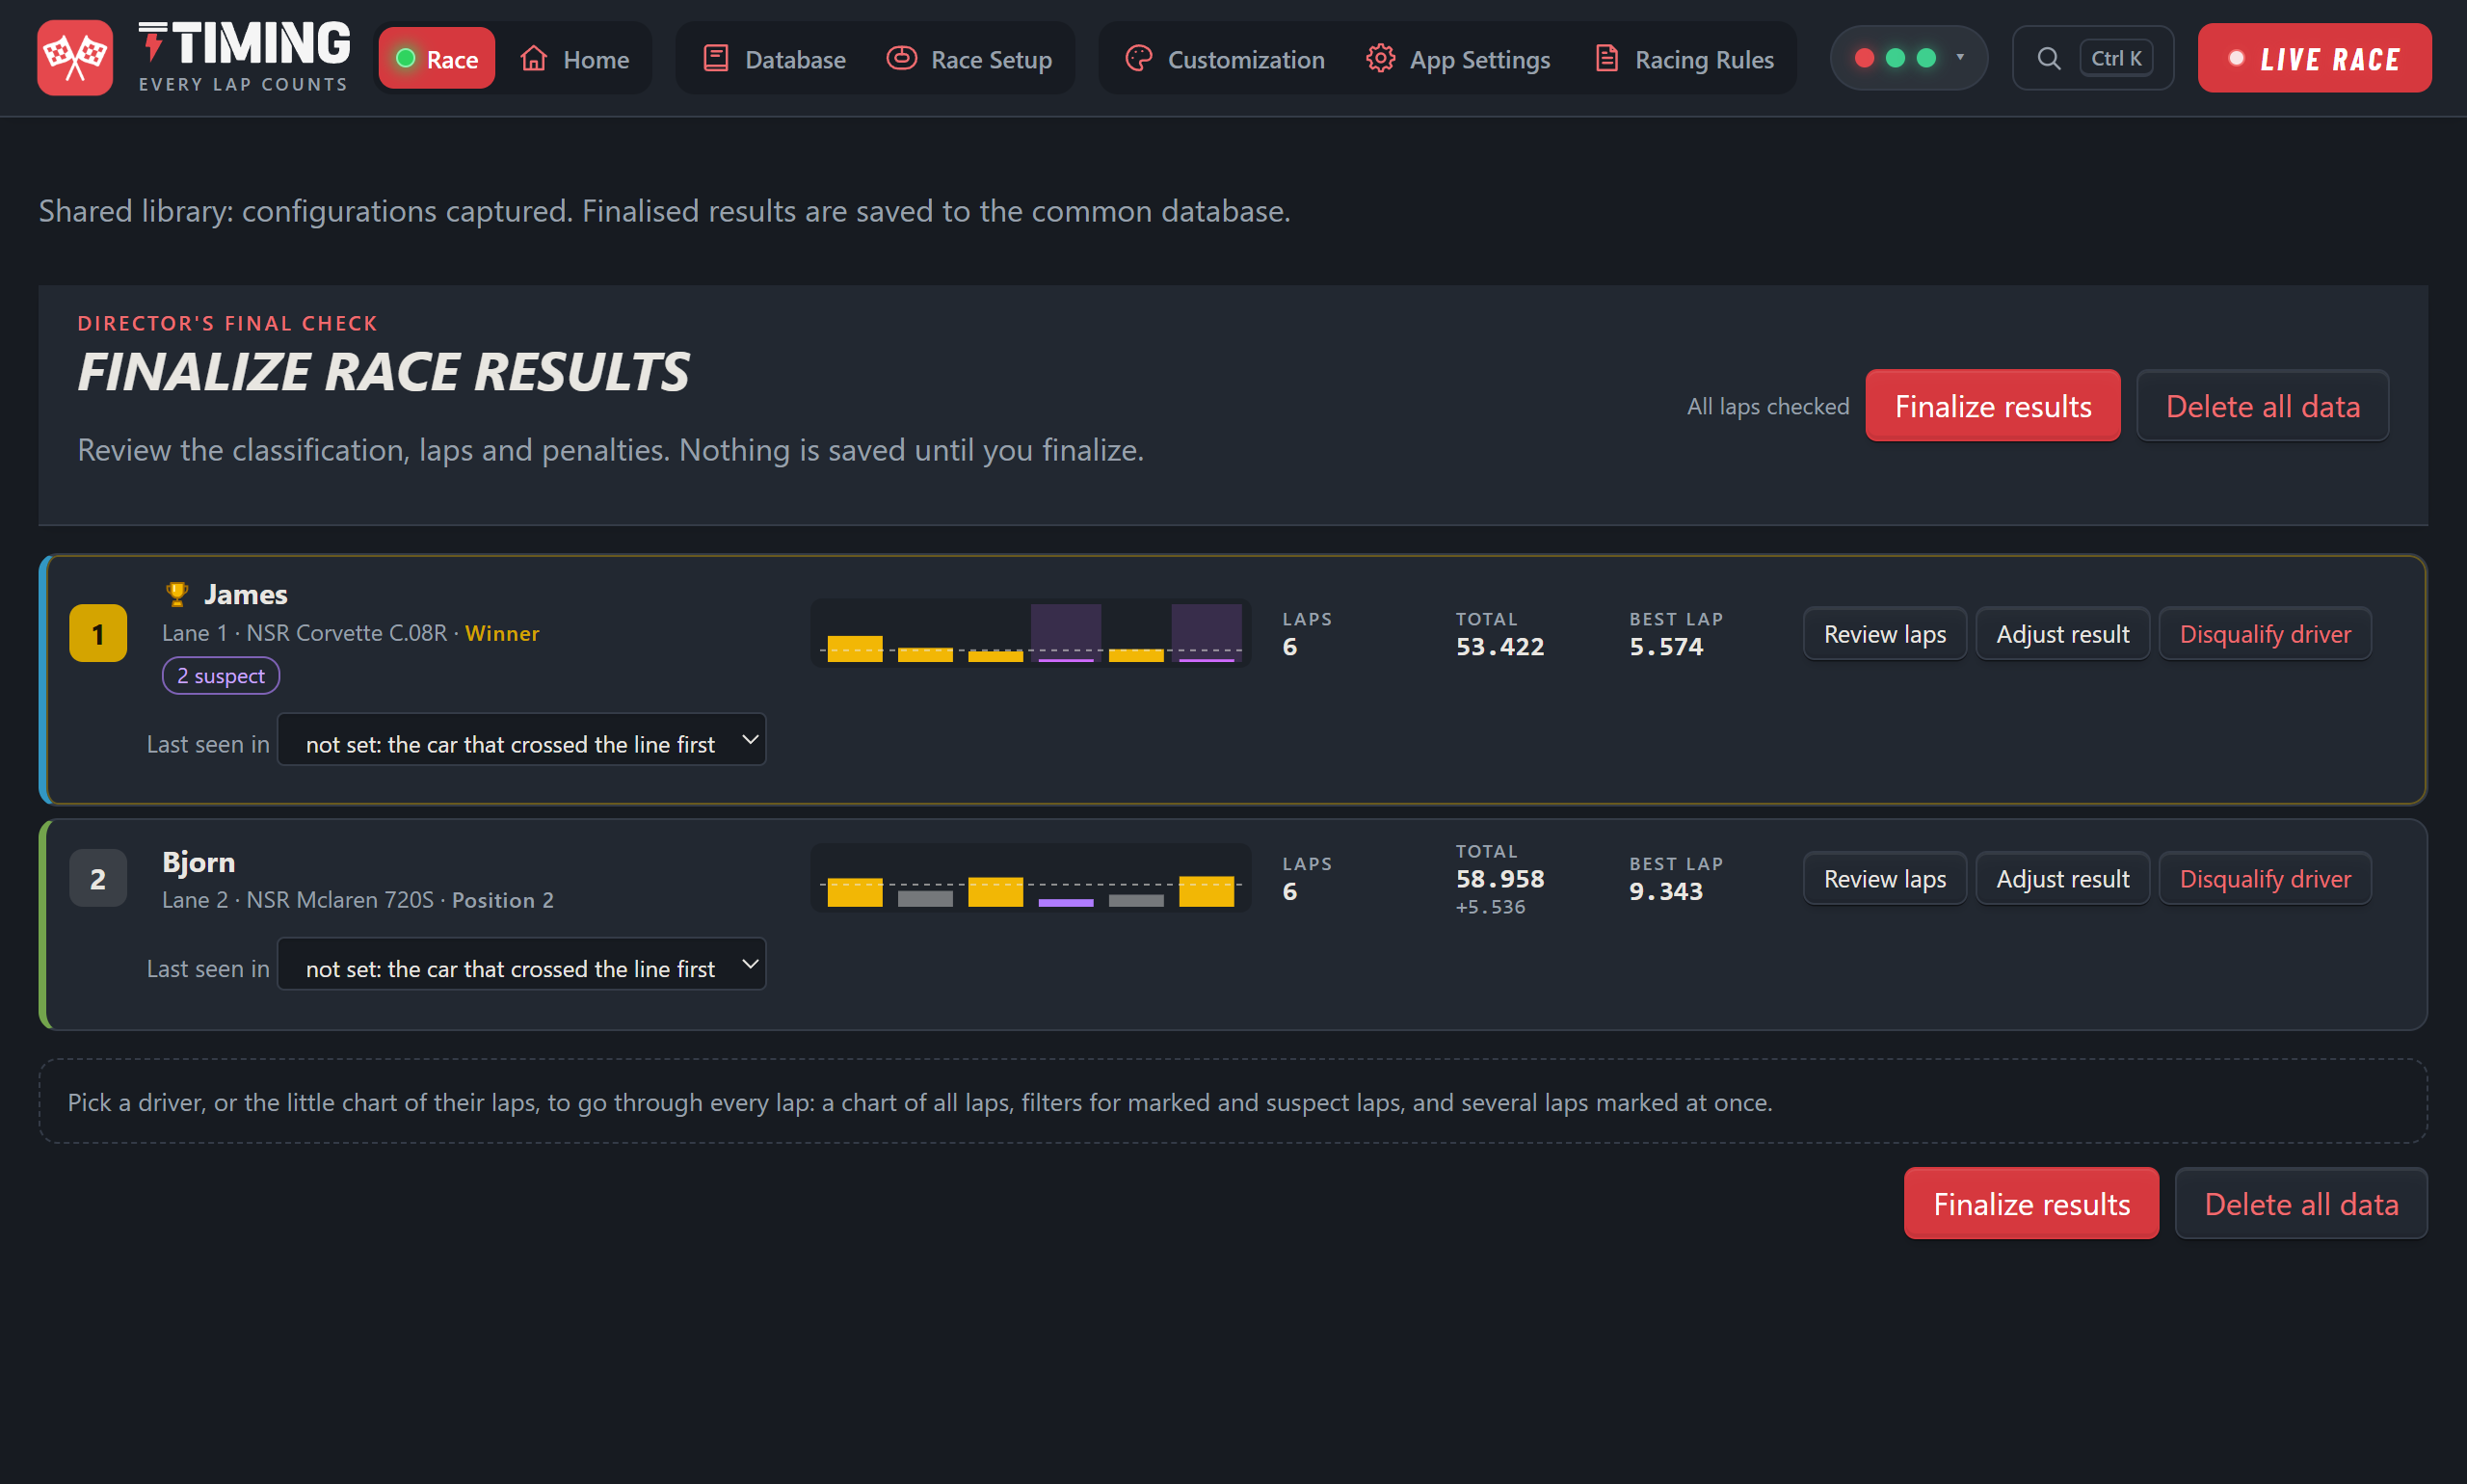 TIMING
EVERY LAP COUNTS
Race
Home
Database
Race Setup
Customization
App Settings
Racing Rules
Ctrl K
LIVE RACE
Shared library: configurations captured. Finalised results are saved to the common database.
DIRECTOR'S FINAL CHECK
FINALIZE RACE RESULTS
Review the classification, laps and penalties. Nothing is saved until you finalize.
All laps checked
Finalize results
Delete all data
1
James
Lane 1 · NSR Corvette C.08R · Winner
2 suspect
Last seen in
not set: the car that crossed the line first
LAPS
6
TOTAL
53.422
BEST LAP
5.574
Review laps
Adjust result
Disqualify driver
2
Bjorn
Lane 2 · NSR Mclaren 720S · Position 2
Last seen in
not set: the car that crossed the line first
LAPS
6
TOTAL
58.958
+5.536
BEST LAP
9.343
Review laps
Adjust result
Disqualify driver
Pick a driver, or the little chart of their laps, to go through every lap: a chart of all laps, filters for marked and suspect laps, and several laps marked at once.
Finalize results
Delete all data